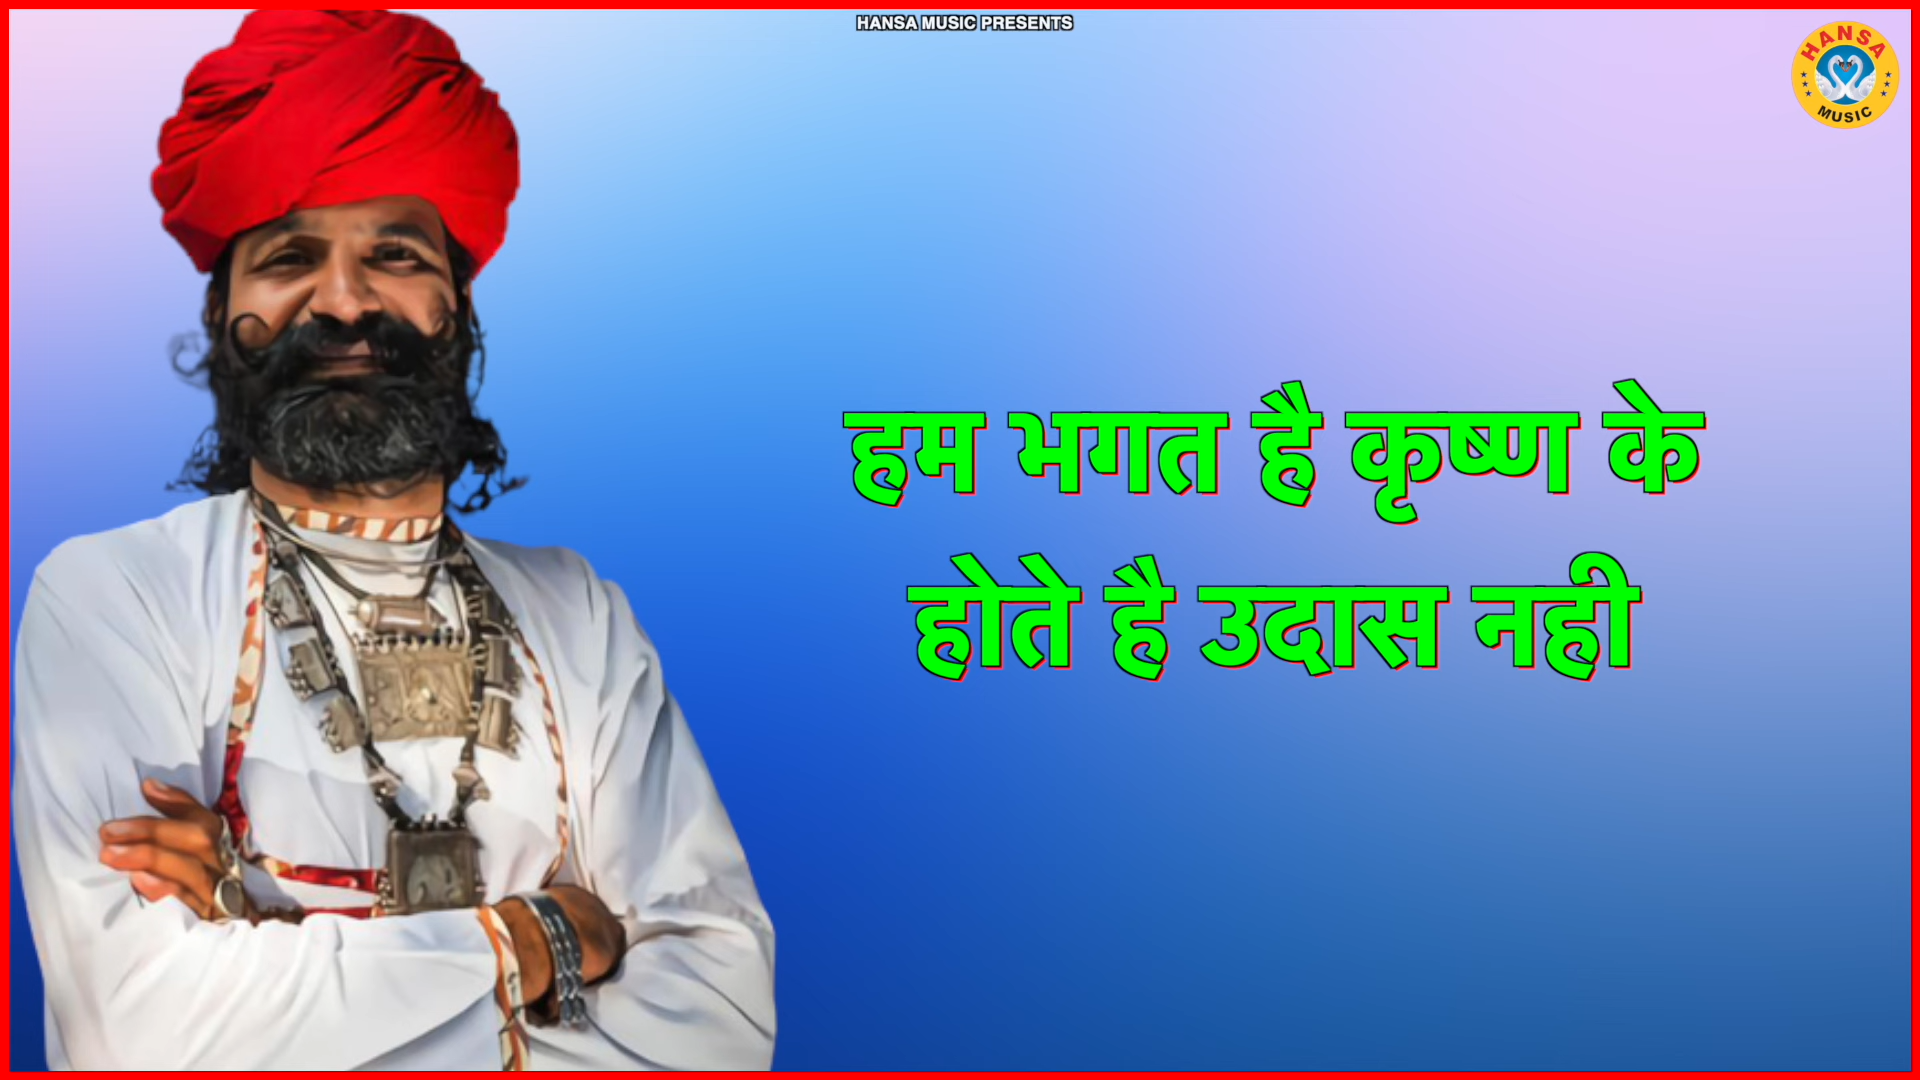 HANSA MUSIC PRESENTS
HANSA
MUSIC
हम भगत है कृष्ण के
होते है उदास नही